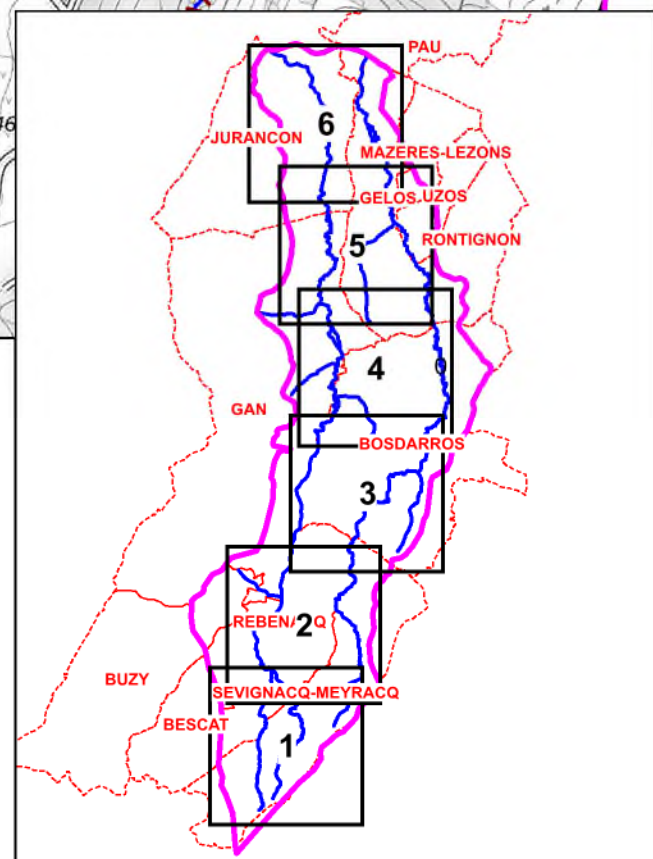 PAU
6
JURANCON
MAZERES-LEZONS
GELOS UZOS
5
RONTIGNON
4
GAN
BOSDARROS
3
REBENACQ
2
BUZY
SEVIGNACQ-MEYRACQ
BESCAT
1